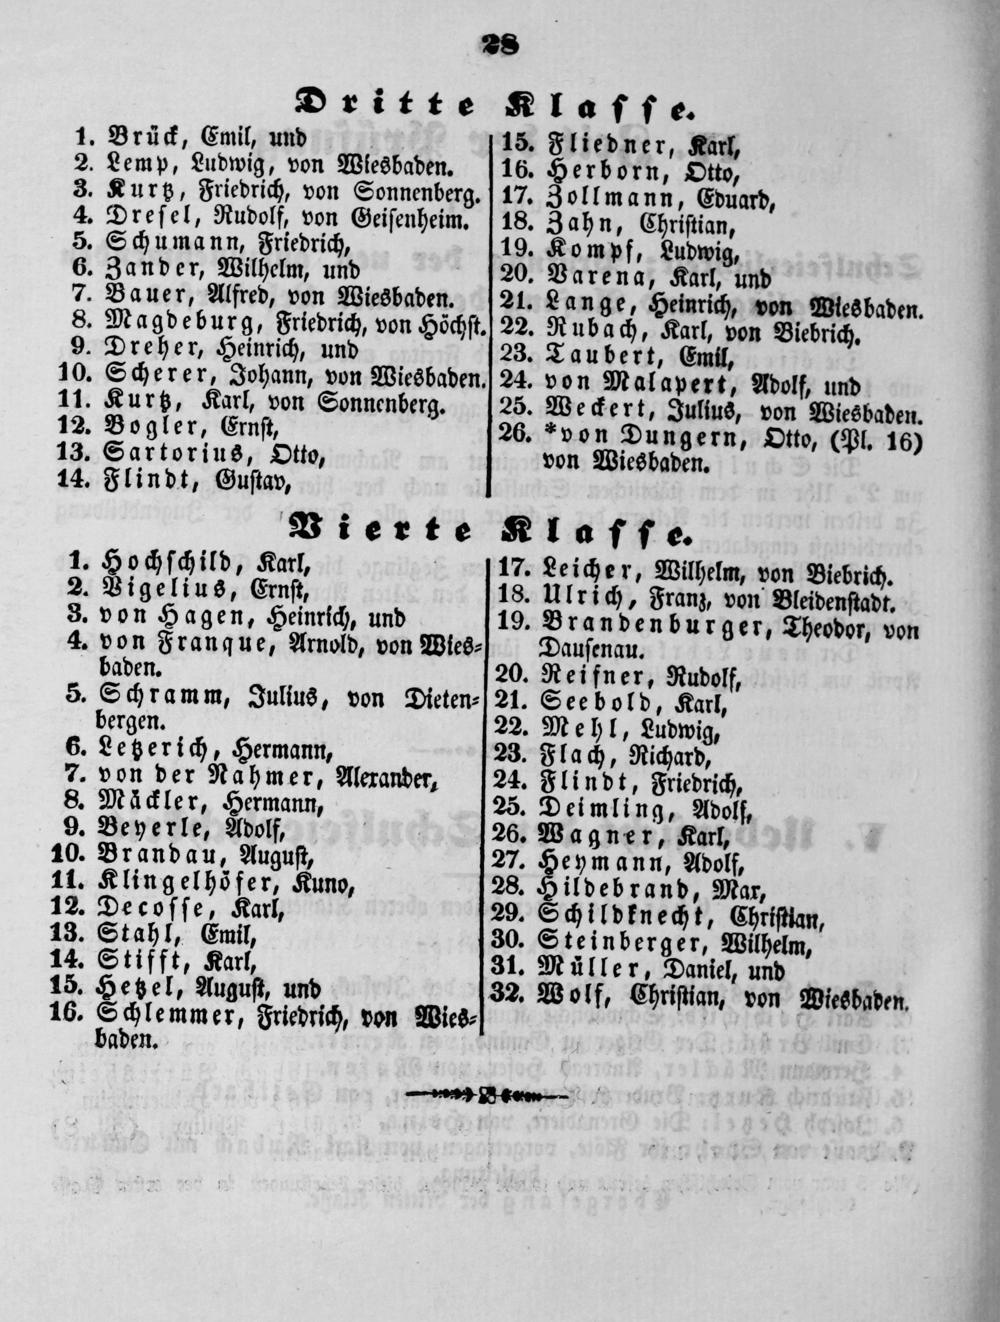 28
Dritte Klasse.
1. Brück, Emil, und
2. Lemp, Ludwig, von Wiesbaden.
3. Kurtz, Friedrich, von Sonnenberg.
4. Dresel, Rudolf, von Geisenheim.
5. Schumann, Friedrich,
6. Zander, Wilhelm, und
7. Bauer, Alfred, von Wiesbaden.
8. Magdeburg, Friedrich, von Höchst.
9. Dreher, Heinrich, und
10. Scherer, Johann, von Wiesbaden.
11. Kurtz, Karl, von Sonnenberg.
12. Bogler, Ernst,
13. Sartorius, Otto,
14. Flindt, Gustav,
15. Fliedner, Karl,
16. Herborn, Otto,
17. Zollmann, Eduard,
18. Zahn, Christian,
19. Kompf, Ludwig,
20. Varena, Karl, und
21. Lange, Heinrich, von Wiesbaden.
22. Rubach, Karl, von Biebrich.
23. Taubert, Emil,
24. von Malapert, Adolf, und
25. Weckert, Julius, von Wiesbaden.
26. *von Dungern, Otto, (Pl. 16)
von Wiesbaden.
Vierte Klasse.
1. Hochschild, Karl,
2. Vigelius, Ernst,
3. von Hagen, Heinrich, und
4. von Franque, Arnold, von Wies-
baden.
5. Schramm, Julius, von Dieten-
bergen.
6. Letzerich, Hermann,
7. von der Nahmer, Alexander,
8. Mäckler, Hermann,
9. Beyerle, Adolf,
10. Brandau, August,
11. Klingelhöfer, Kuno,
12. Decosse, Karl,
13. Stahl, Emil,
14. Stifft, Karl,
15. Hetzel, August, und
16. Schlemmer, Friedrich, von Wies-
baden.
17. Leicher, Wilhelm, von Biebrich.
18. Ulrich, Franz, von Bleidenstadt.
19. Brandenburger, Theodor, von
Dausenau.
20. Reifner, Rudolf,
21. Seebold, Karl,
22. Mehl, Ludwig,
23. Flach, Richard,
24. Flindt, Friedrich,
25. Deimling, Adolf,
26. Wagner, Karl,
27. Heymann, Adolf,
28. Hildebrand, Max,
29. Schildknecht, Christian,
30. Steinberger, Wilhelm,
31. Müller, Daniel, und
32. Wolf, Christian, von Wiesbaden.